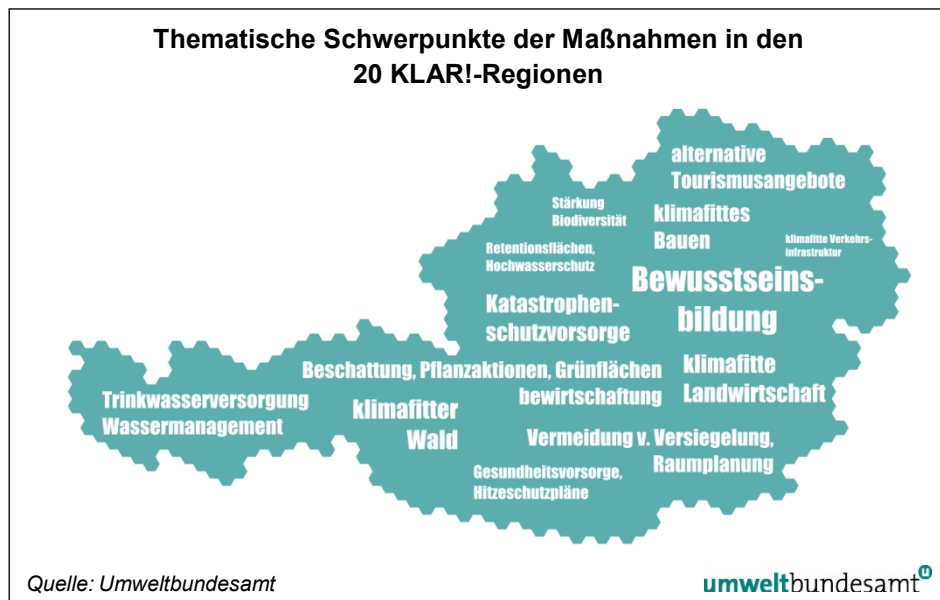 Thematische Schwerpunkte der Maßnahmen in den
20 KLAR!-Regionen
alternative
Tourismusangebote
Stärkung
Biodiversität
klimafittes
Bauen
klimafitte Verkehrs-
infrastruktur
Retentionsflächen,
Hochwasserschutz
Bewusstseins-
bildung
Katastrophen-
schutzvorsorge
Beschattung, Pflanzaktionen, Grünflächen
bewirtschaftung
klimafitte
Landwirtschaft
Trinkwasserversorgung
Wassermanagement
klimafitter
Wald
Vermeidung v. Versiegelung,
Raumplanung
Gesundheitsvorsorge,
Hitzeschutzpläne
Quelle: Umweltbundesamt
umweltbundesamt u